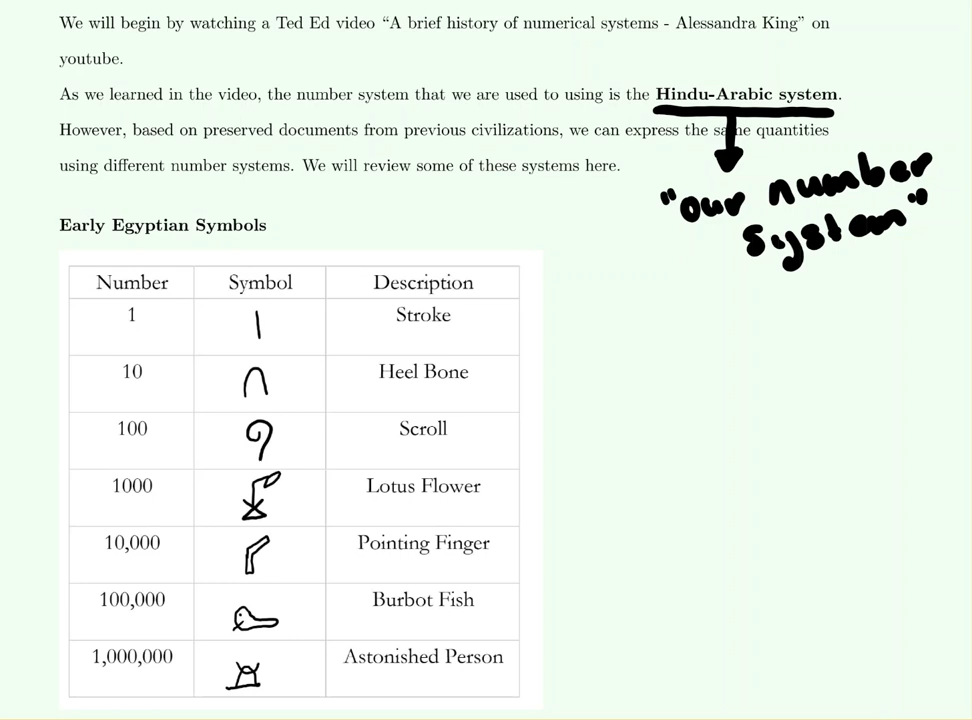 We will begin by watching a Ted Ed video “A brief history of numerical systems - Alessandra King” on
youtube.
As we learned in the video, the number system that we are used to using is the Hindu-Arabic system.
However, based on preserved documents from previous civilizations, we can express the same quantities
using different number systems. We will review some of these systems here.
"our number
system"
Early Egyptian Symbols
Number Symbol Description
1 Stroke
10 Heel Bone
100 Scroll
1000 Lotus Flower
10,000 Pointing Finger
100,000 Burbot Fish
1,000,000 Astonished Person